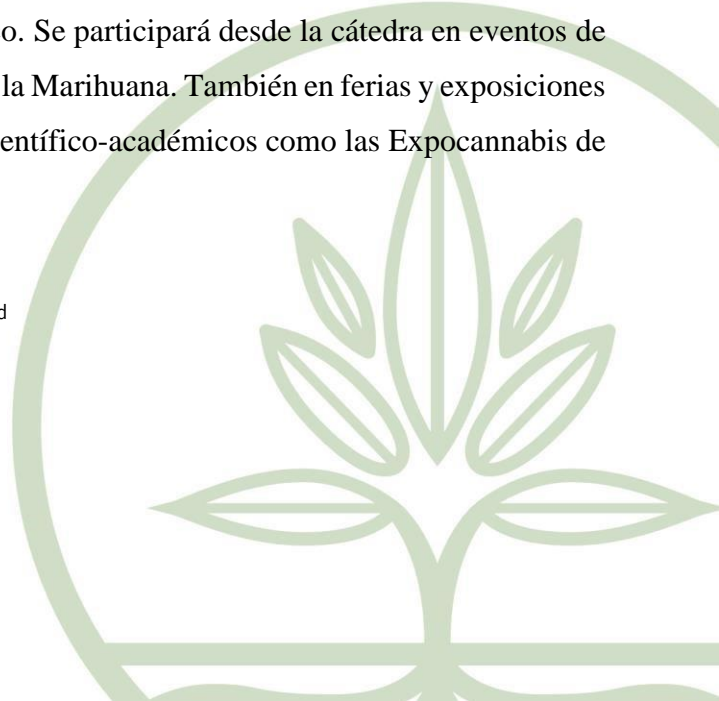 o. Se participará desde la cátedra en eventos de
la Marihuana. También en ferias y exposiciones
entífico-académicos como las Expocannabis de
d